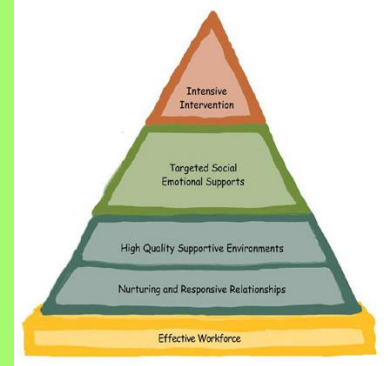 Intensive
Intervention
Targeted Social
Emotional Supports
High Quality Supportive Environments
Nurturing and Responsive Relationships
Effective Workforce